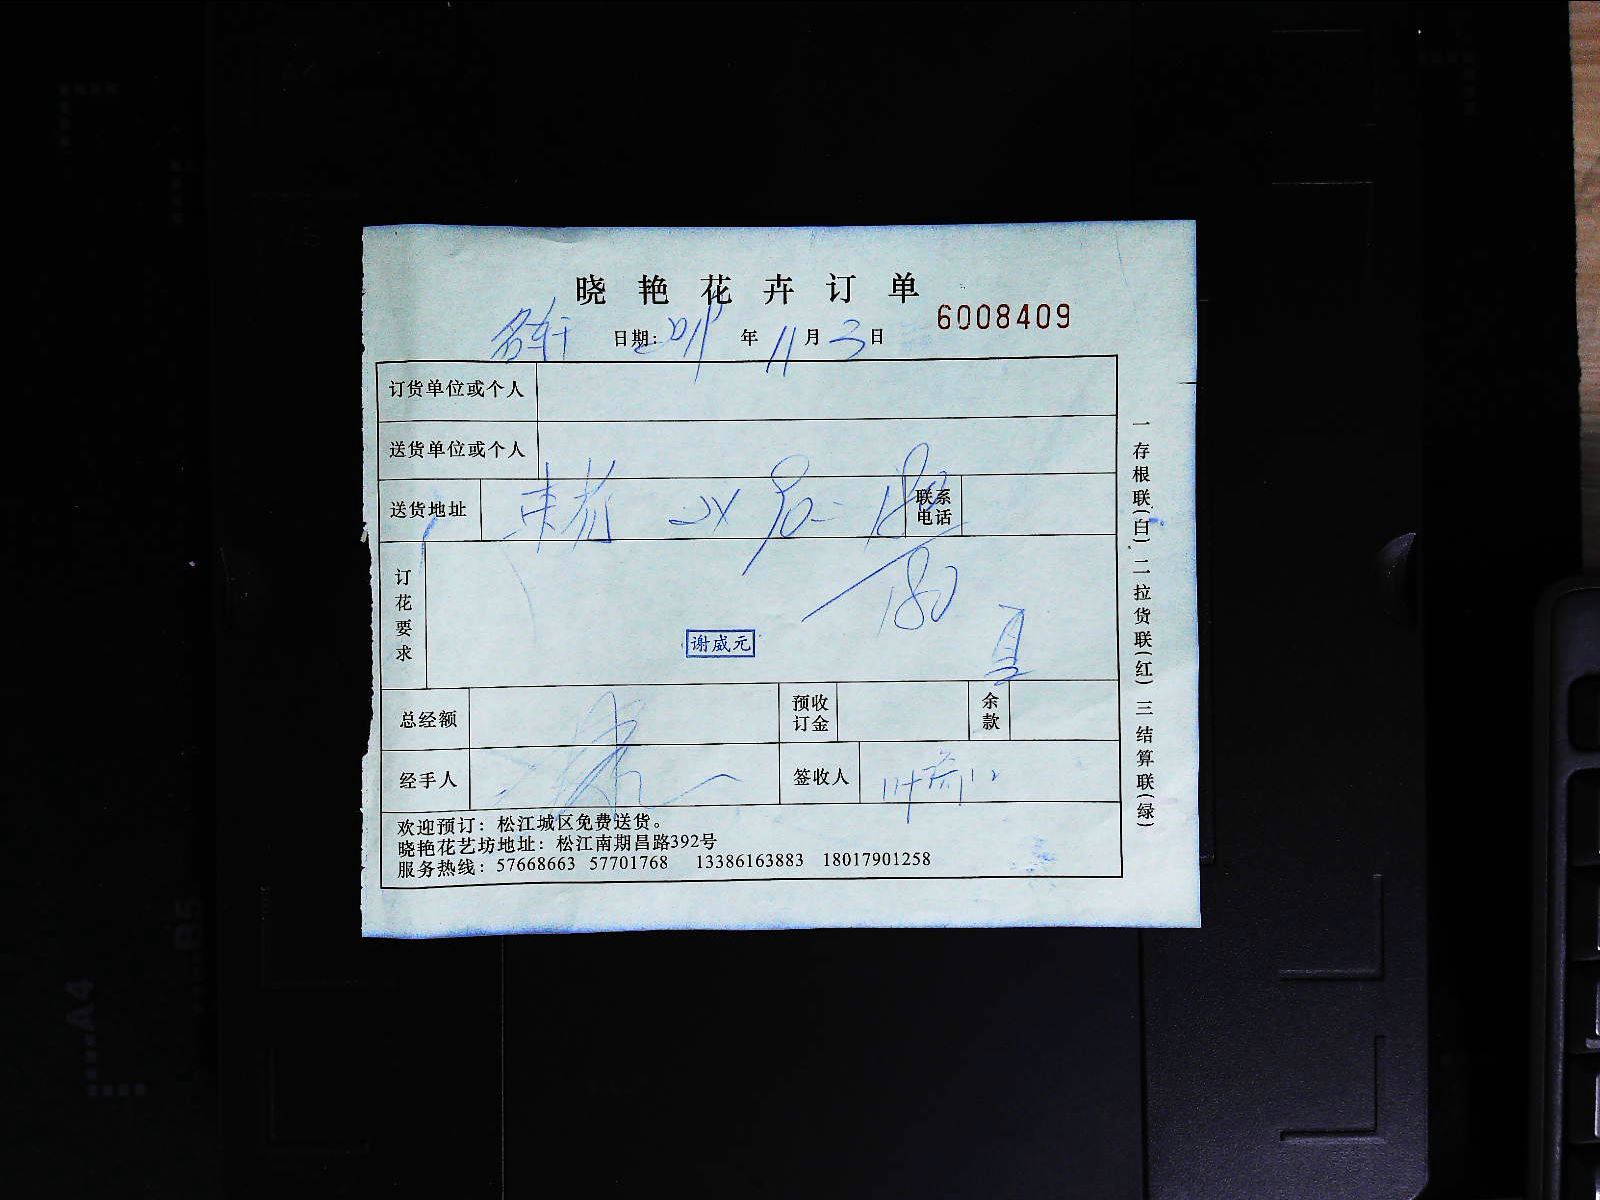 晓艳花卉订单
6008409
日期: 年 11 月 3 日
订货单位或个人
送货单位或个人
送货地址
联系电话
订花要求
180
谢威元
总经额
预收订金
余款
经手人
签收人
欢迎预订：松江城区免费送货。
晓艳花艺坊地址：松江南期昌路392号
服务热线：57668663 57701768 13386163883 18017901258
一存根联(白) 二拉货联(红) 三结算联(绿)
A4
B5